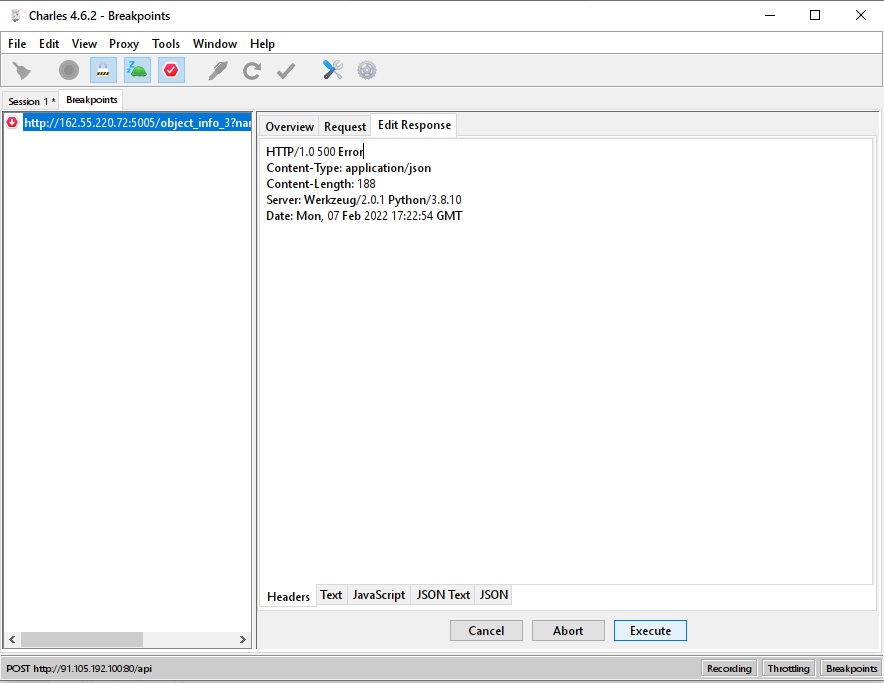 Charles 4.6.2 - Breakpoints
File Edit View Proxy Tools Window Help
Session 1 * Breakpoints
http://162.55.220.72:5005/object_info_3?nar
Overview Request Edit Response
HTTP/1.0 500 Error
Content-Type: application/json
Content-Length: 188
Server: Werkzeug/2.0.1 Python/3.8.10
Date: Mon, 07 Feb 2022 17:22:54 GMT
Headers Text JavaScript JSON Text JSON
Cancel Abort Execute
POST http://91.105.192.100:80/api Recording Throttling Breakpoints